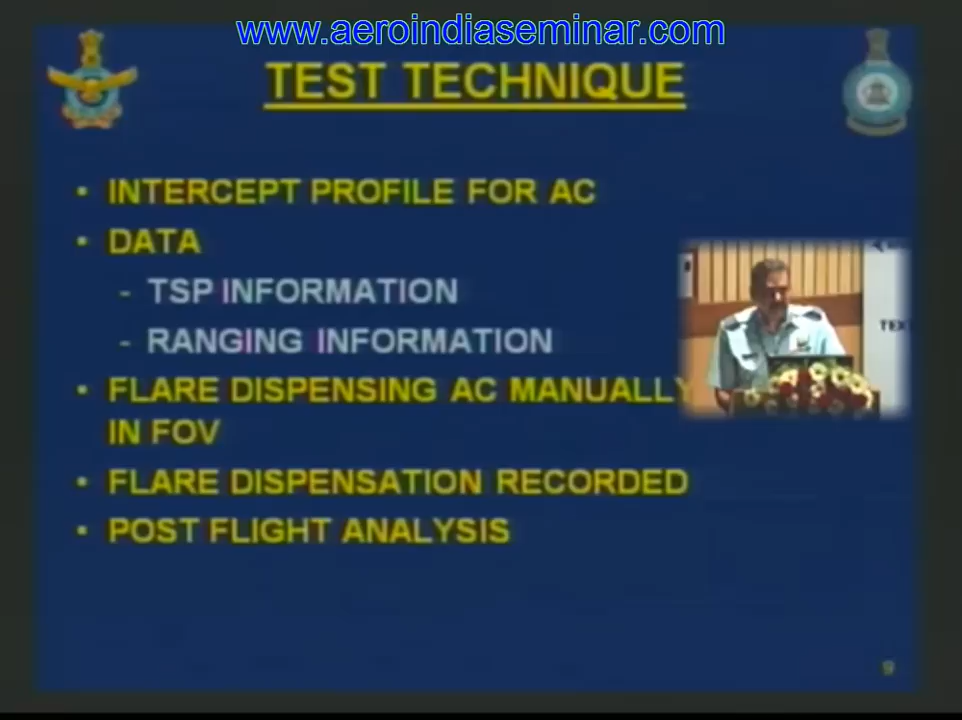 www.aeroindiaseminar.com
TEST TECHNIQUE
• INTERCEPT PROFILE FOR AC
• DATA
- TSP INFORMATION
- RANGING INFORMATION
• FLARE DISPENSING AC MANUALLY
IN FOV
• FLARE DISPENSATION RECORDED
• POST FLIGHT ANALYSIS
9